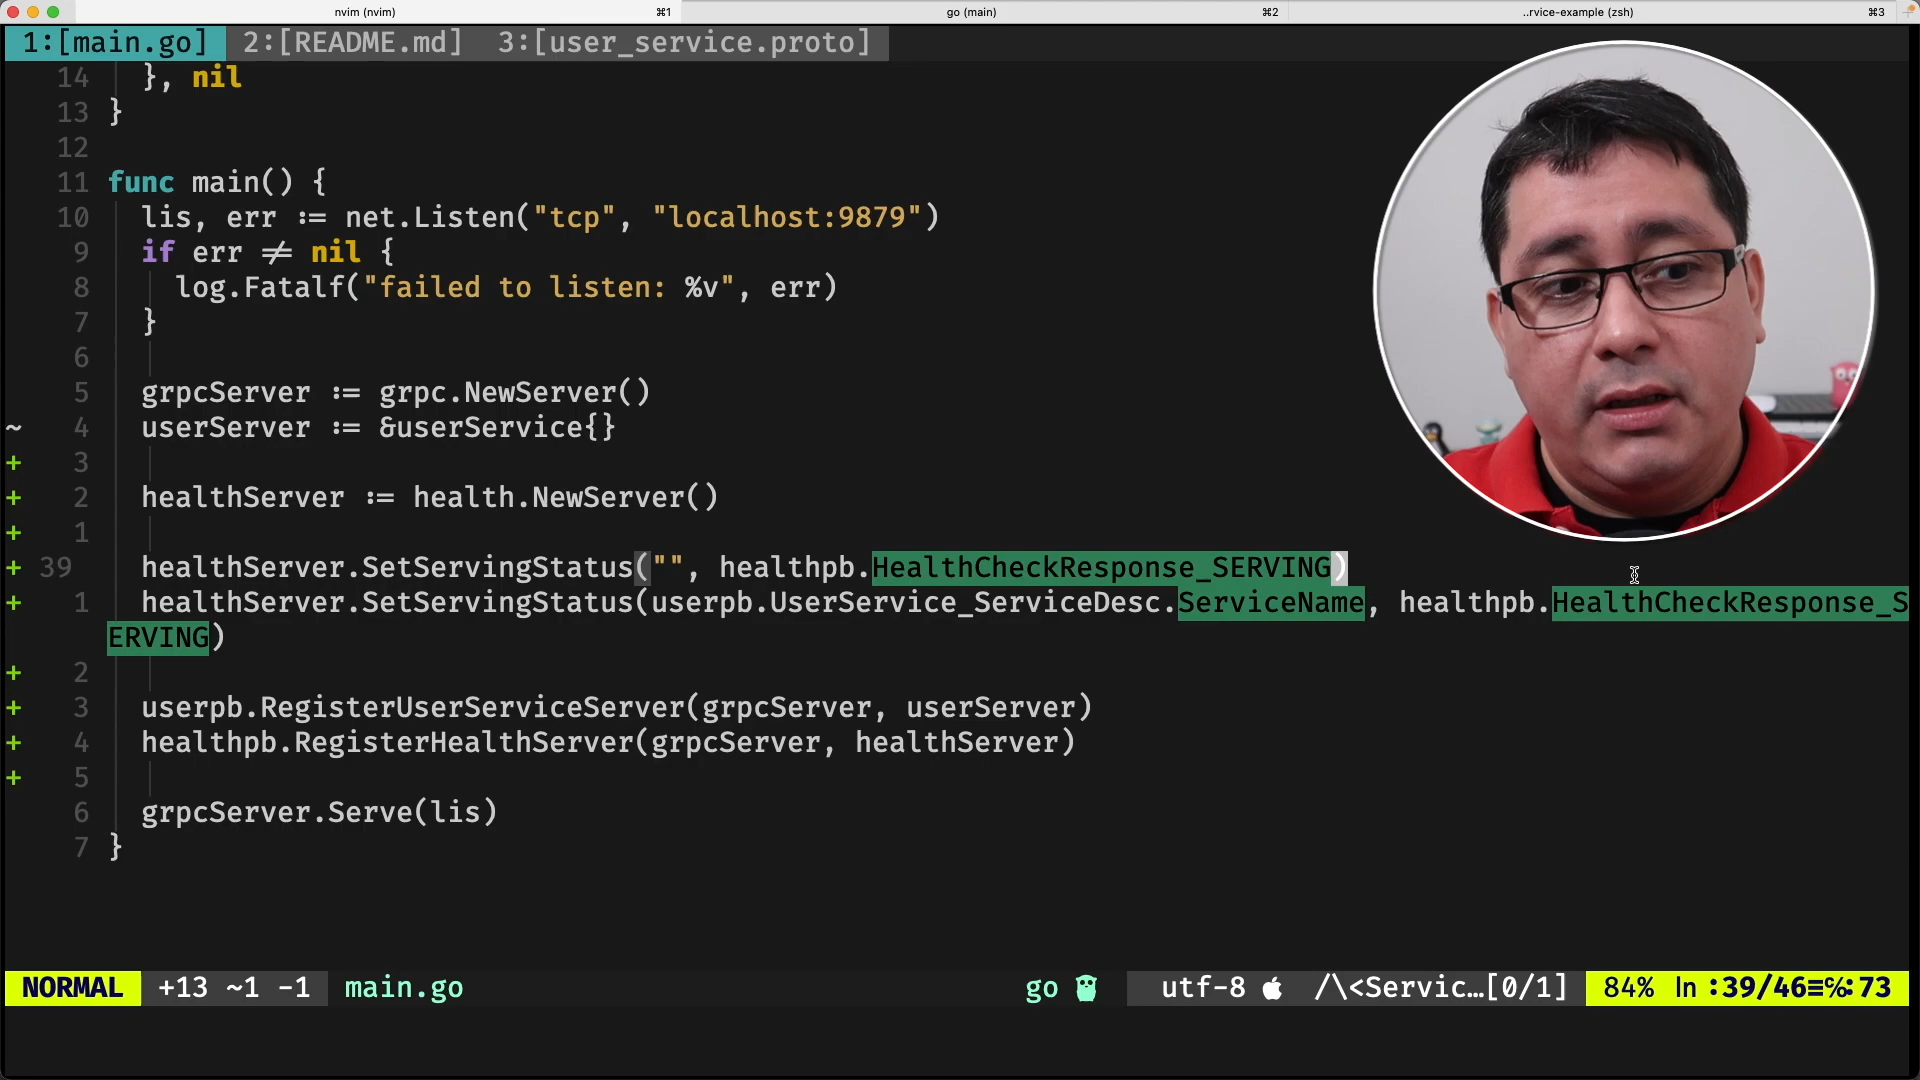 nvim (nvim) ⌘1 go (main) ⌘2 ..rvice-example (zsh) ⌘3
1:[main.go] 2:[README.md] 3:[user_service.proto]
14 }, nil
13 }
12
11 func main() {
10 lis, err := net.Listen("tcp", "localhost:9879")
9 if err != nil {
8 log.Fatalf("failed to listen: %v", err)
7 }
6
5 grpcServer := grpc.NewServer()
~ 4 userServer := &userService{}
+ 3
+ 2 healthServer := health.NewServer()
+ 1
+ 39 healthServer.SetServingStatus("", healthpb.HealthCheckResponse_SERVING)
+ 1 healthServer.SetServingStatus(userpb.UserService_ServiceDesc.ServiceName, healthpb.HealthCheckResponse_S
ERVING)
+ 2
+ 3 userpb.RegisterUserServiceServer(grpcServer, userServer)
+ 4 healthpb.RegisterHealthServer(grpcServer, healthServer)
+ 5
6 grpcServer.Serve(lis)
7 }
NORMAL +13 ~1 -1 main.go go utf-8 /\<Servic…[0/1] 84% ln :39/46≡℅:73